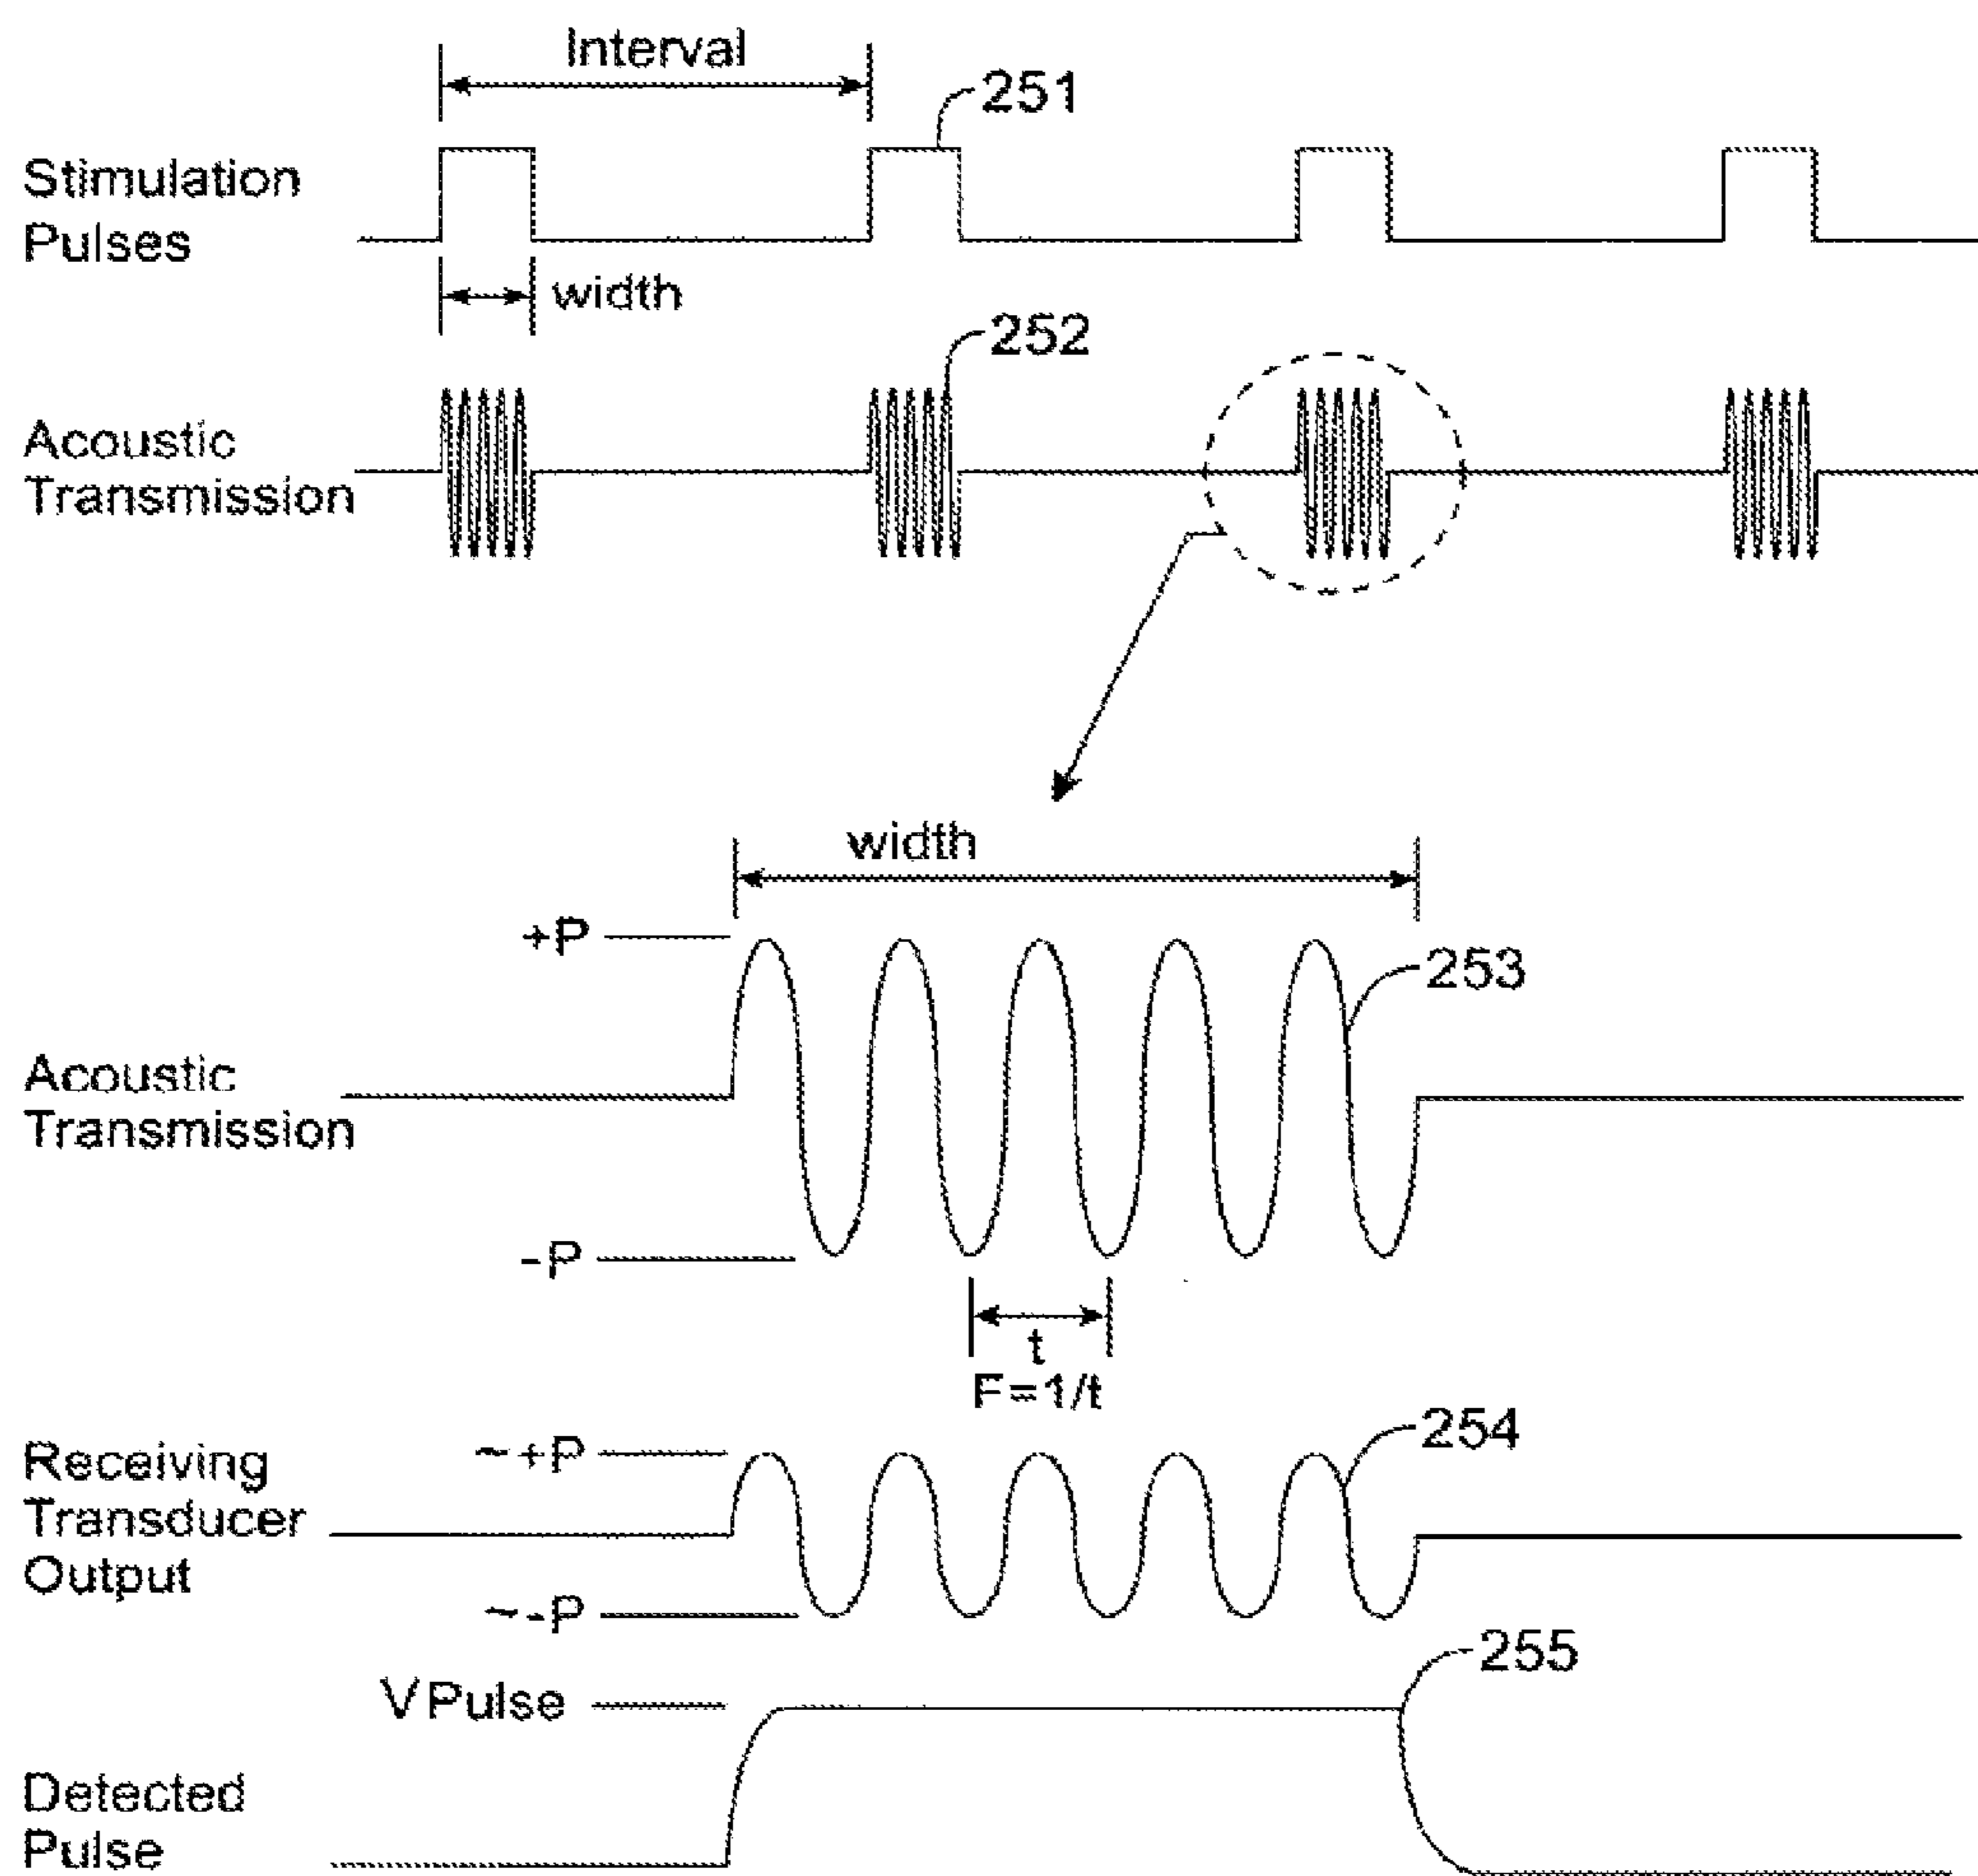 Interval
251
Stimulation
Pulses
width
252
Acoustic
Transmission
width
+P
253
Acoustic
Transmission
-P
t
F=1/t
254
~+P
Receiving
Transducer
Output
~-P
255
VPulse
Detected
Pulse